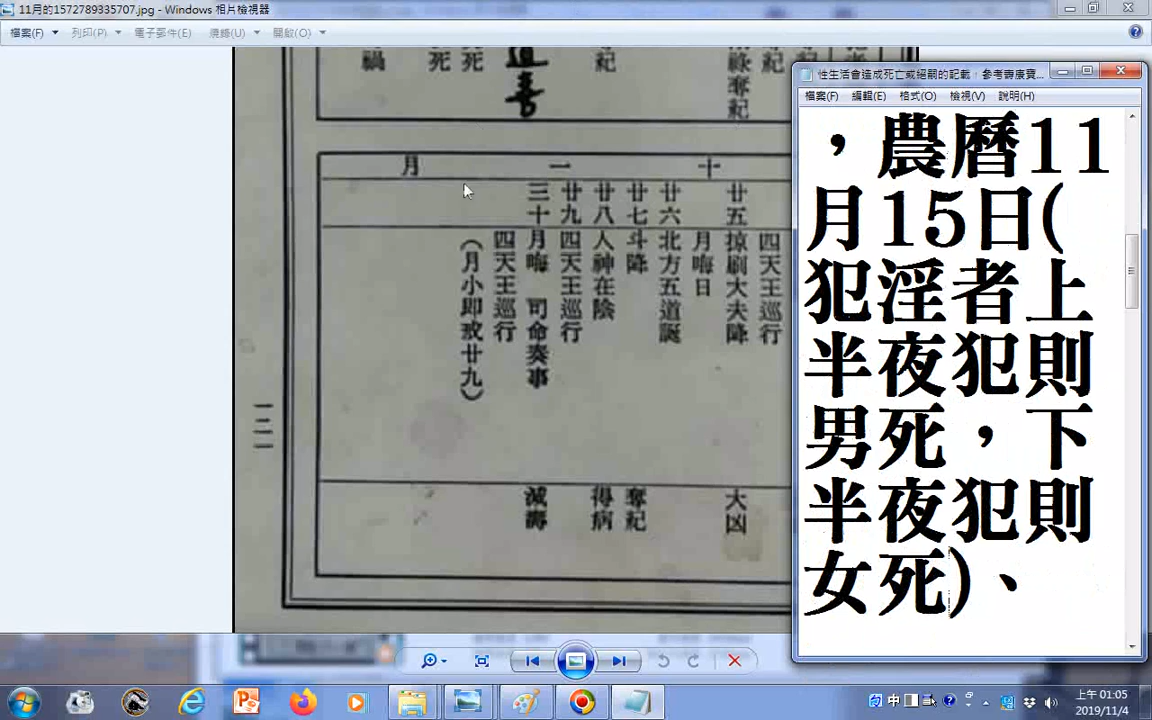 11月的1572789335707.jpg - Windows 相片檢視器
檔案(F) 列印(P) 電子郵件(E) 燒錄(U) 開啟(O)
祿奪紀
奪紀
紀
死
死
禍
十一月
廿五
廿六
廿七
廿八
廿九
三十
四天王巡行
掠刷大夫降
月晦日
北方五道誕
斗降
人神在陰
四天王巡行
月晦 司命奏事
四天王巡行
(月小即戒廿九)
大凶
奪紀
得病
減壽
一二一
性生活會造成死亡或絕嗣的記載﹕參考壽康寶...
檔案(F) 編輯(E) 格式(O) 檢視(V) 說明(H)
，農曆11
月15日(
犯淫者上
半夜犯則
男死，下
半夜犯則
女死)、
中
上午 01:05
2019/11/4